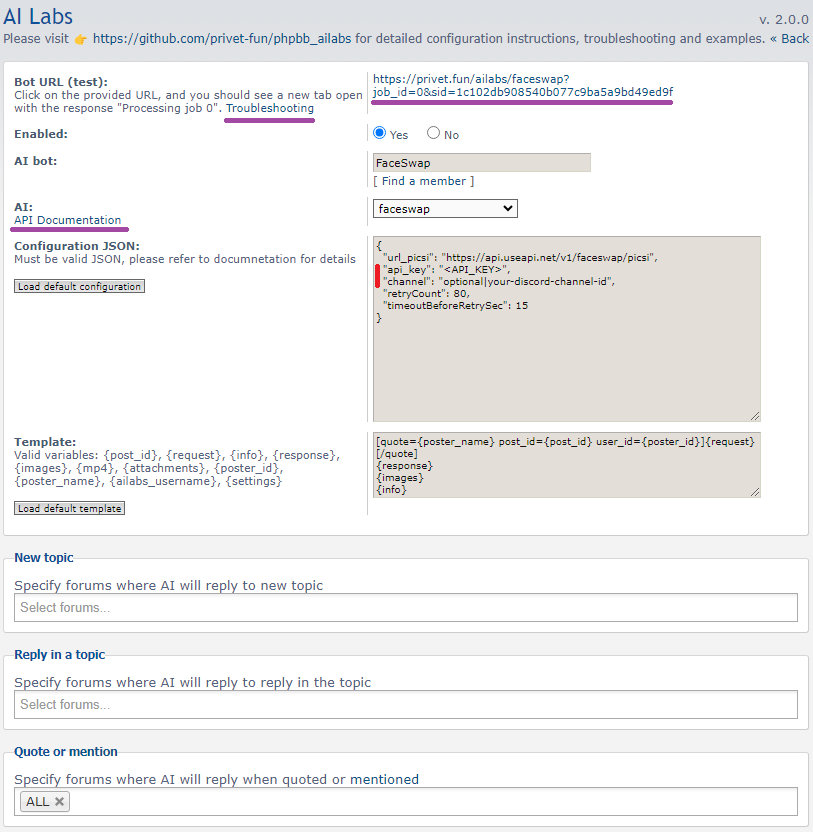 AI Labs
v. 2.0.0
Please visit 👉 https://github.com/privet-fun/phpbb_ailabs for detailed configuration instructions, troubleshooting and examples. « Back
Bot URL (test):
Click on the provided URL, and you should see a new tab open
with the response "Processing job 0". Troubleshooting
https://privet.fun/ailabs/faceswap?
job_id=0&sid=1c102db908540b077c9ba5a9bd49ed9f
Enabled:
Yes No
AI bot:
FaceSwap
[ Find a member ]
AI:
API Documentation
faceswap
Configuration JSON:
Must be valid JSON, please refer to documnetation for details
Load default configuration
{
"url_picsi": "https://api.useapi.net/v1/faceswap/picsi",
"api_key": "<API_KEY>",
"channel": "optional|your-discord-channel-id",
"retryCount": 80,
"timeoutBeforeRetrySec": 15
}
Template:
Valid variables: {post_id}, {request}, {info}, {response},
{images}, {mp4}, {attachments}, {poster_id},
{poster_name}, {ailabs_username}, {settings}
Load default template
[quote={poster_name} post_id={post_id} user_id={poster_id}]{request}
[/quote]
{response}
{images}
{info}
New topic
Specify forums where AI will reply to new topic
Select forums...
Reply in a topic
Specify forums where AI will reply to reply in the topic
Select forums...
Quote or mention
Specify forums where AI will reply when quoted or mentioned
ALL ×